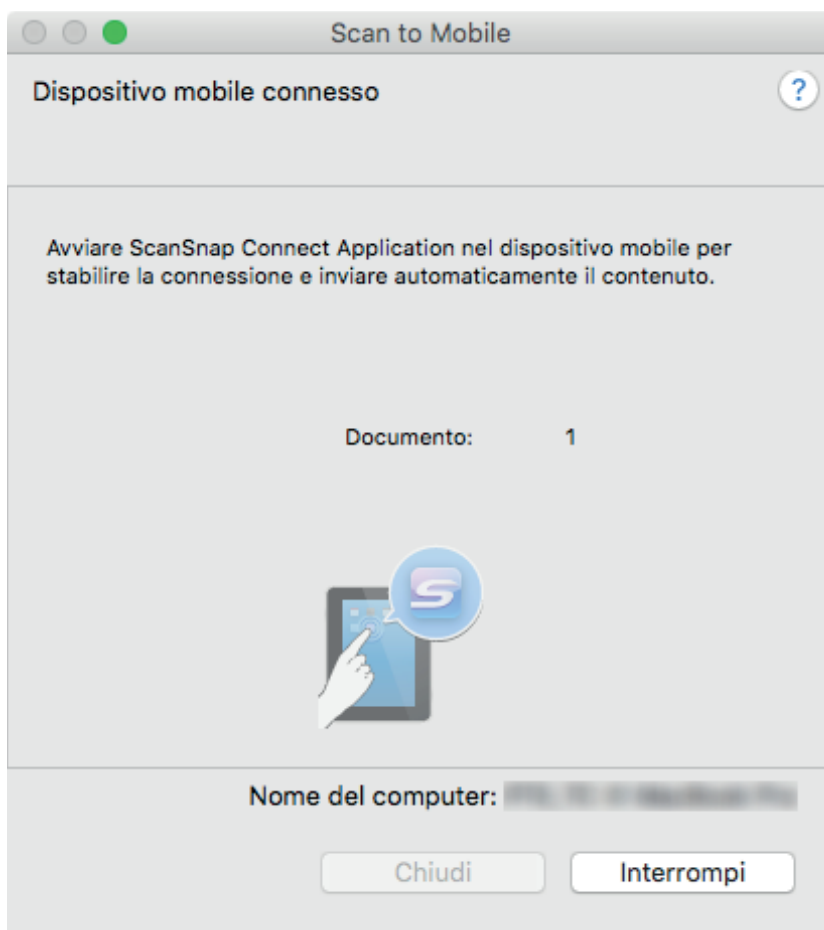 Scan to Mobile
Dispositivo mobile connesso
?
Avviare ScanSnap Connect Application nel dispositivo mobile per
stabilire la connessione e inviare automaticamente il contenuto.
Documento: 1
S
Nome del computer:
Chiudi
Interrompi